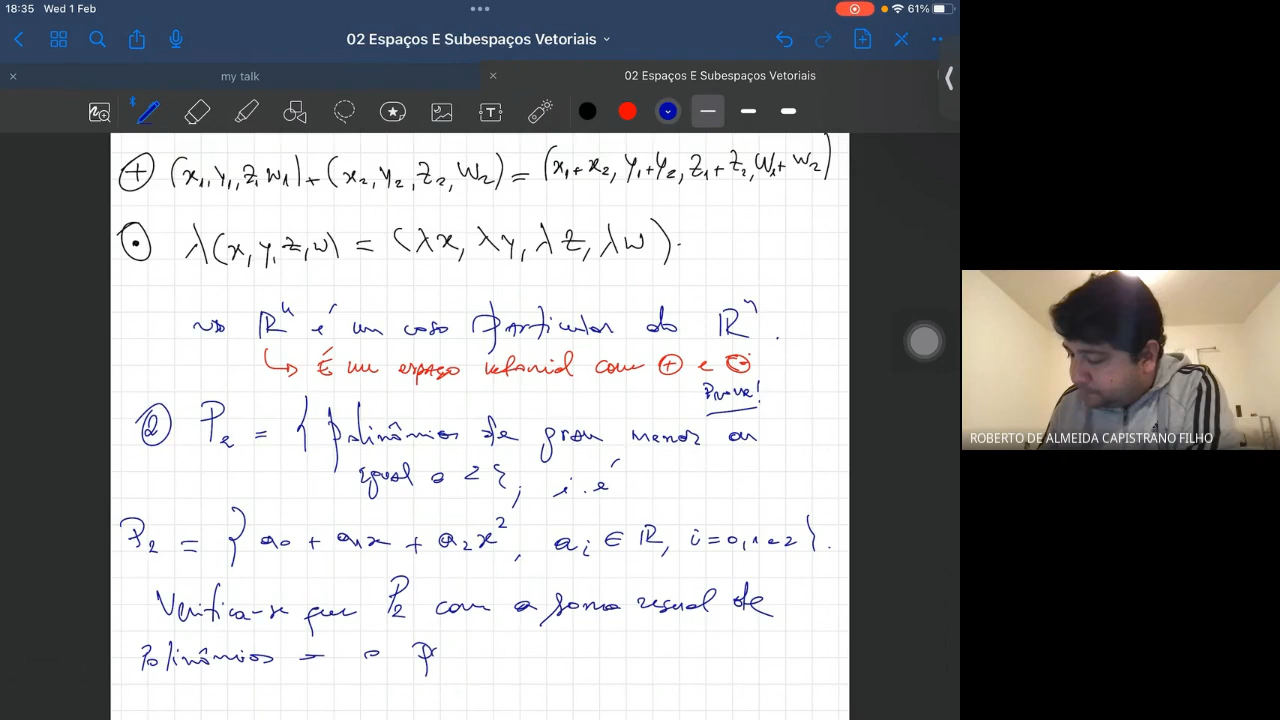 18:35 Wed 1 Feb
61%
02 Espaços E Subespaços Vetoriais
my talk
02 Espaços E Subespaços Vetoriais
⊕ (x₁, y₁, z₁, w₁) + (x₂, y₂, z₂, w₂) = (x₁+x₂, y₁+y₂, z₁+z₂, w₁+w₂)
⊙ λ(x, y, z, w) = (λx, λy, λz, λw).
ℝ⁴ é um caso particular do ℝⁿ.
↳ É um espaço vetorial com ⊕ e ⊙
Prove!
② P₂ = { polinômios de grau menor ou
igual a 2 }, i.é
P₂ = { a₀ + a₁x + a₂x², aᵢ ∈ ℝ, i=0,1 e 2 }.
Verifica-se que P₂ com a soma usual de
Polinômios e o P
ROBERTO DE ALMEIDA CAPISTRANO FILHO